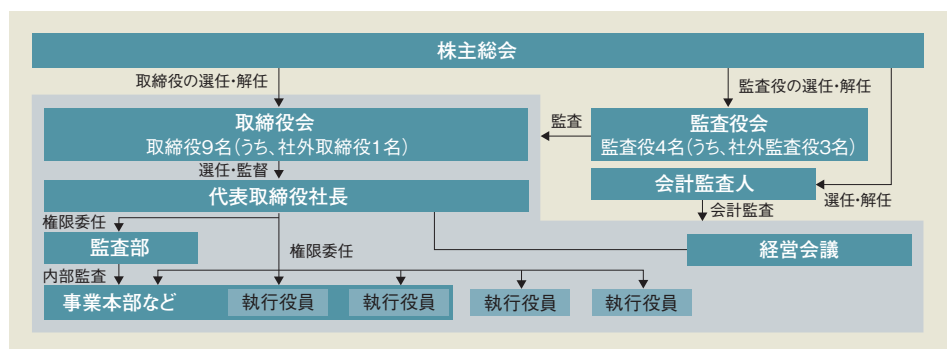 株主総会
取締役の選任・解任
監査役の選任・解任
取締役会
取締役9名(うち、社外取締役1名)
監査
監査役会
監査役4名(うち、社外監査役3名)
選任・監督
代表取締役社長
会計監査人
選任・解任
会計監査
権限委任
監査部
権限委任
経営会議
内部監査
事業本部など
執行役員
執行役員
執行役員
執行役員